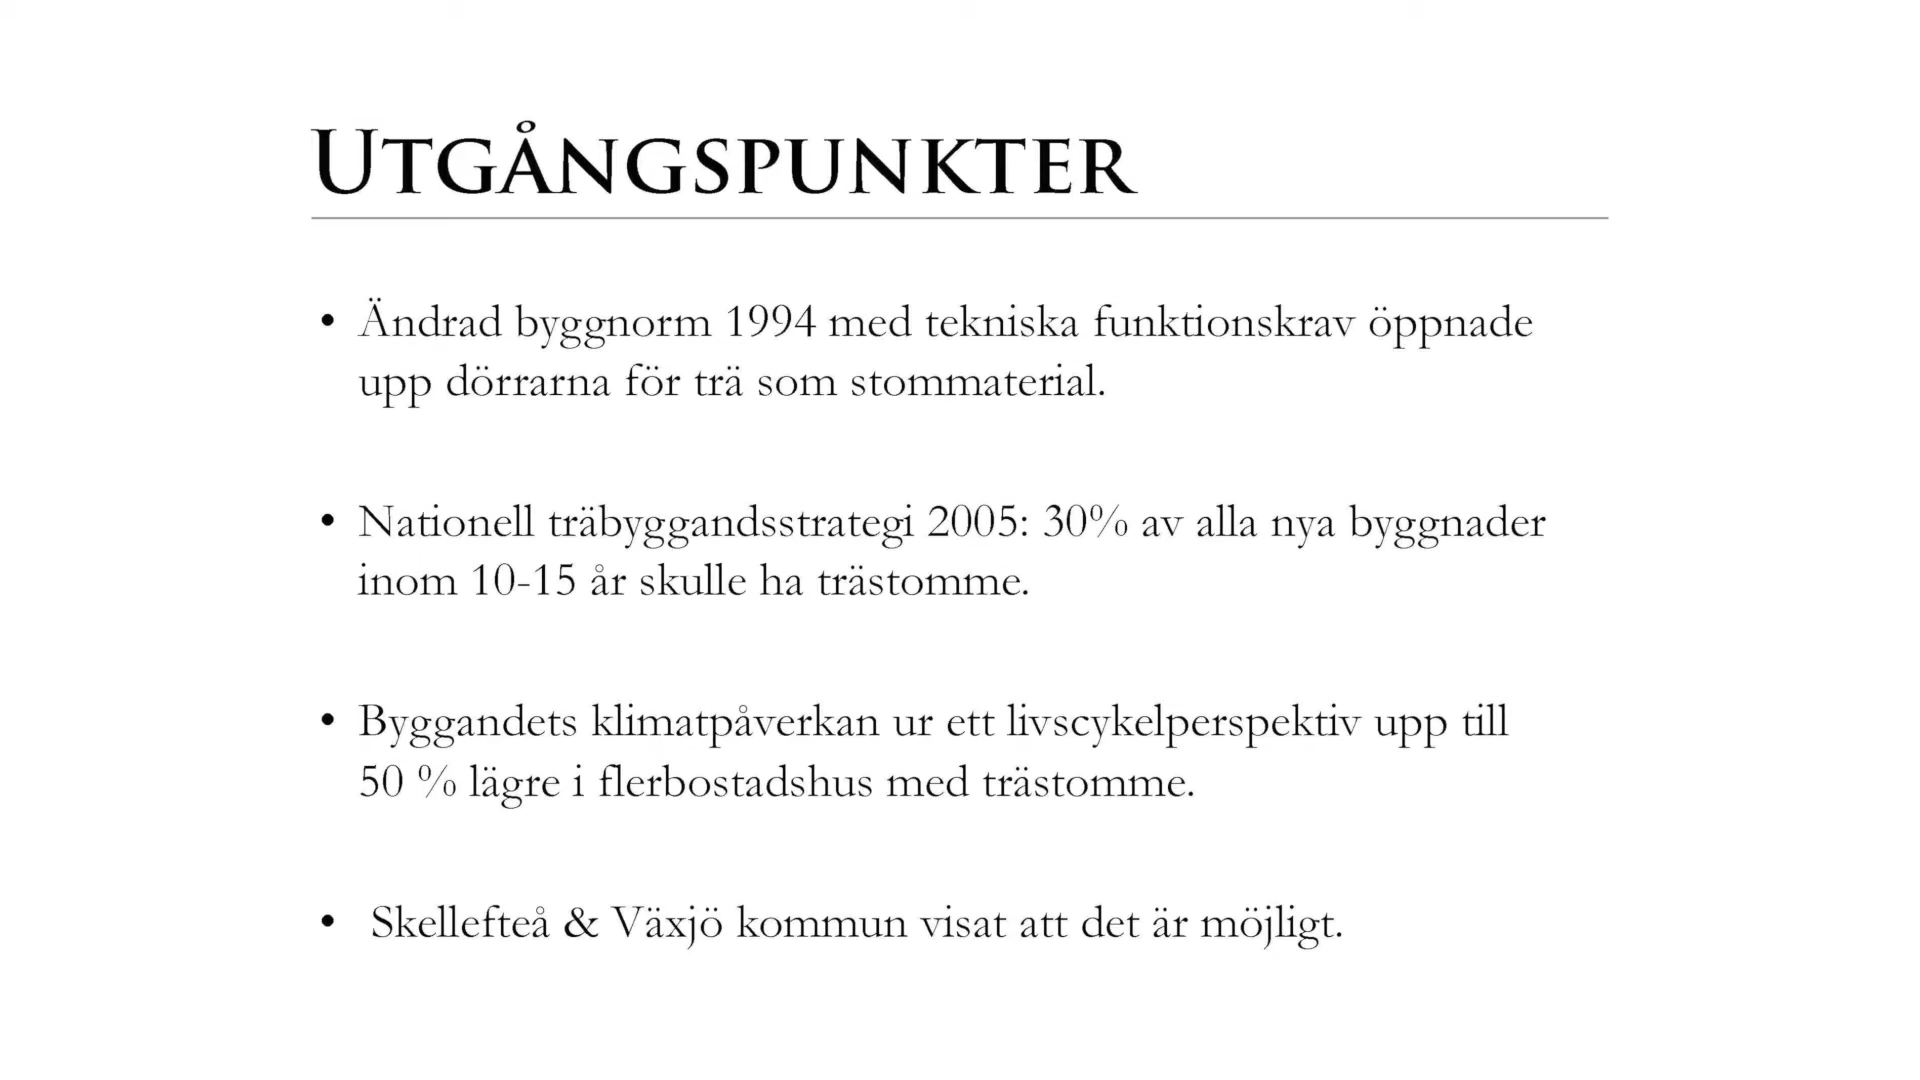 UTGÅNGSPUNKTER
• Ändrad byggnorm 1994 med tekniska funktionskrav öppnade
upp dörrarna för trä som stommaterial.
• Nationell träbyggandsstrategi 2005: 30% av alla nya byggnader
inom 10-15 år skulle ha trästomme.
• Byggandets klimatpåverkan ur ett livscykelperspektiv upp till
50 % lägre i flerbostadshus med trästomme.
• Skellefteå & Växjö kommun visat att det är möjligt.